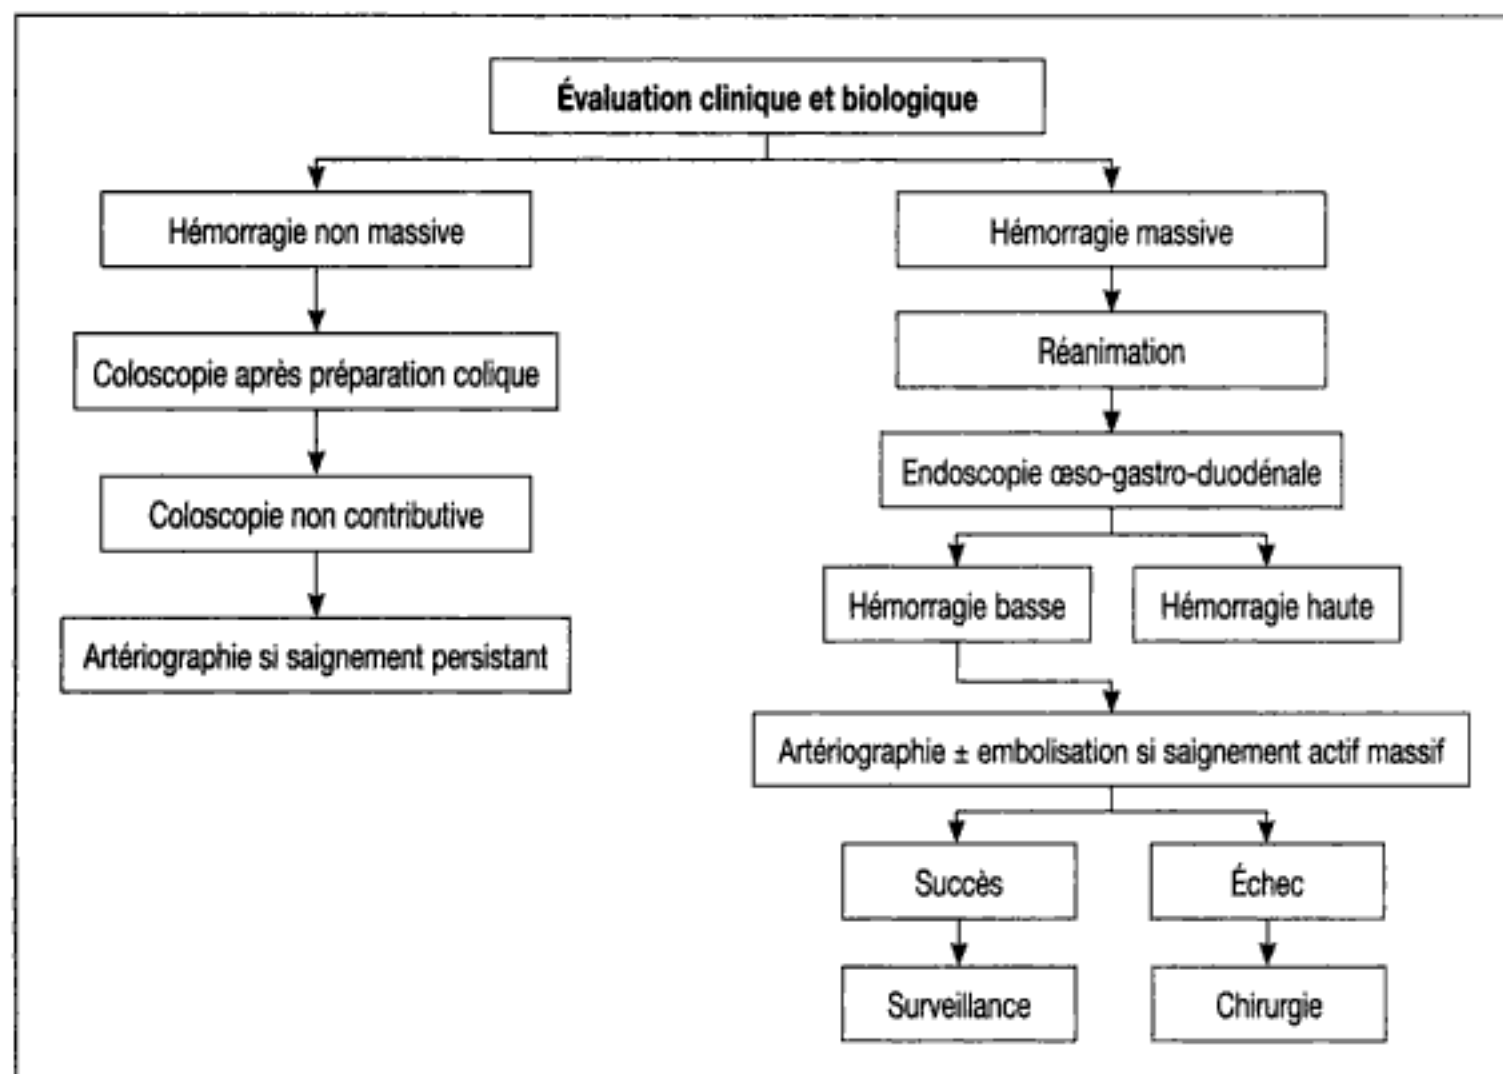 Évaluation clinique et biologique
Hémorragie non massive
Hémorragie massive
Coloscopie après préparation colique
Réanimation
Coloscopie non contributive
Endoscopie œso-gastro-duodénale
Artériographie si saignement persistant
Hémorragie basse
Hémorragie haute
Artériographie ± embolisation si saignement actif massif
Succès
Échec
Surveillance
Chirurgie